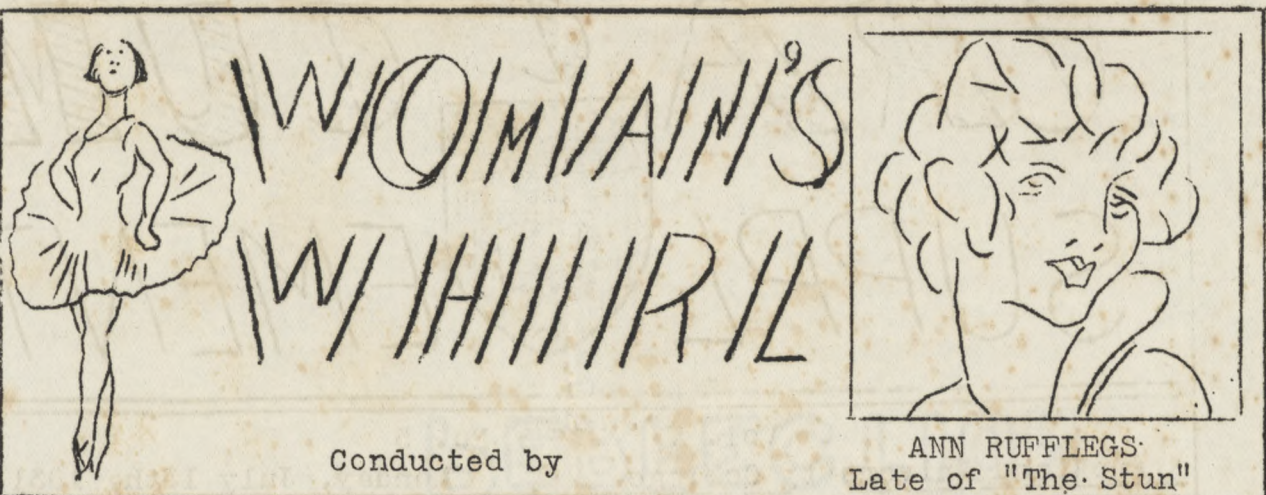 WOMAN'S
WHIRL
Conducted by
ANN RUFFLEGS
Late of "The Stun"